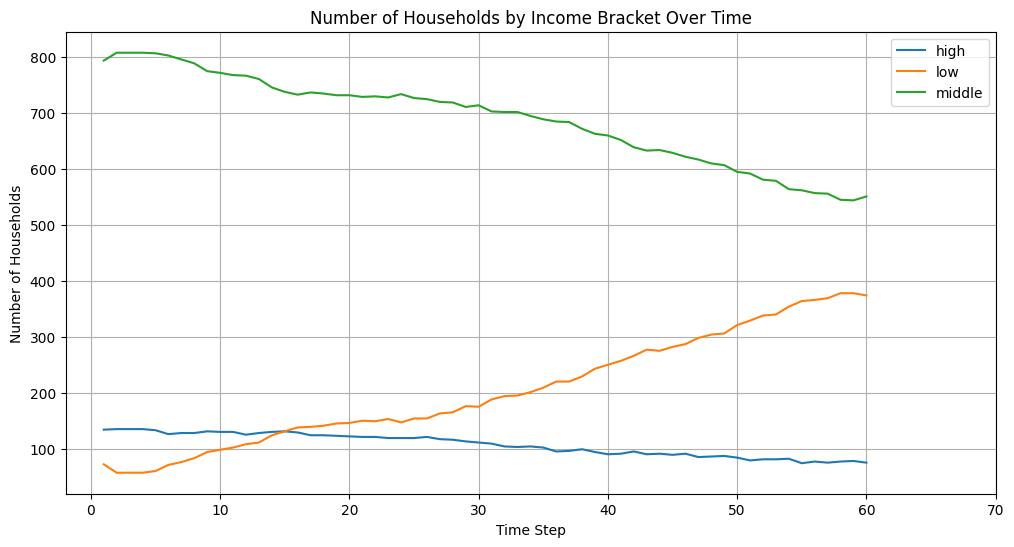 Number of Households by Income Bracket Over Time
high
low
middle
Number of Households
800
700
600
500
400
300
200
100
0 10 20 30 40 50 60 70
Time Step